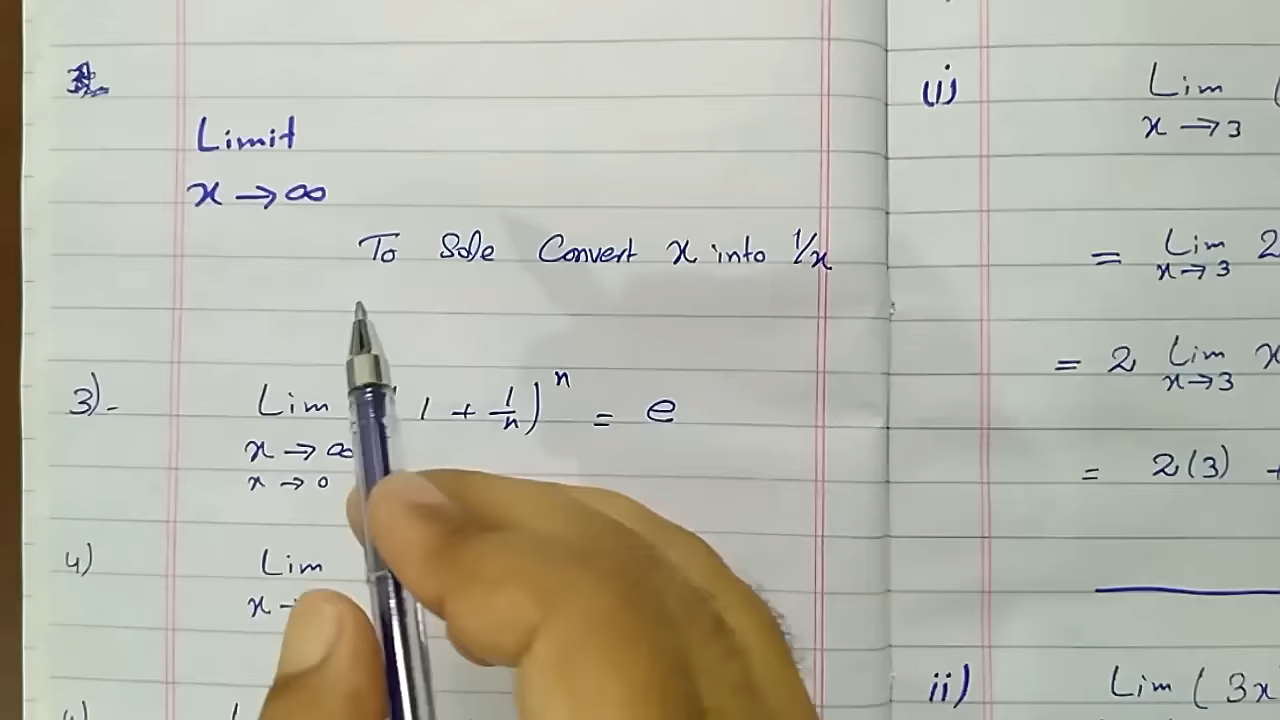 Limit
x → ∞
To Solve Convert x into 1/x
3)- Lim ( 1 + 1/n )^n = e
x → ∞
x → 0
4) Lim
x -
(i) Lim (
x → 3
= Lim 2
x → 3
= 2 Lim x
x → 3
= 2(3) +
ii) Lim ( 3x